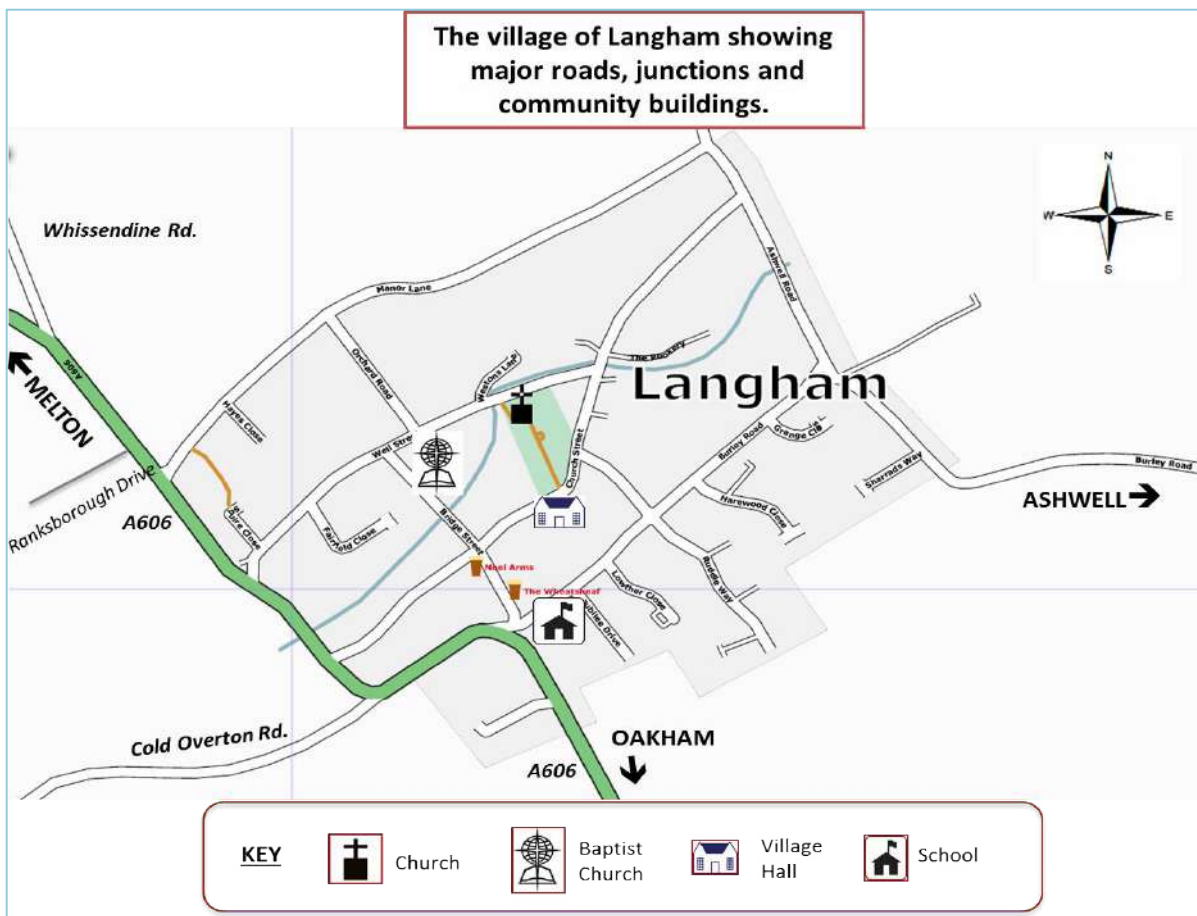 The village of Langham showing
major roads, junctions and
community buildings.
N
W
E
S
Whissendine Rd.
Manor Lane
Ashwell Road
A606
MELTON
Orchard Road
Westons Lane
The Rookery
Langham
Hayes Close
Well Street
Church Street
Burley Road
Grange Clo
Sharrads Way
Burley Road
ASHWELL
Ranksborough Drive
A606
Fairfield Close
Bridge Street
Harewood Close
Noel Arms
The Wheatsheaf
Lowther Close
Ruddle Way
Jubilee Drive
Cold Overton Rd.
OAKHAM
A606
KEY
Church
Baptist
Church
Village
Hall
School